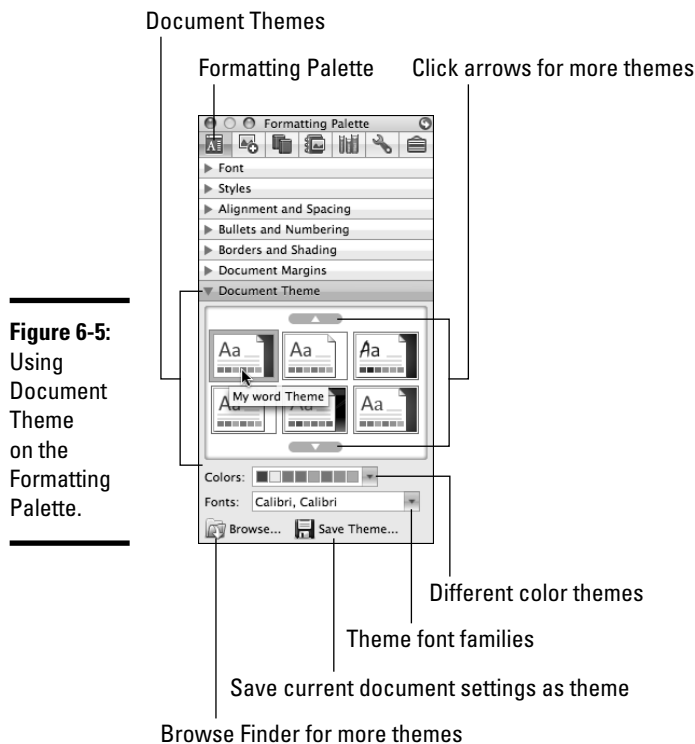 Document Themes
Formatting Palette
Click arrows for more themes
Formatting Palette
Font
Styles
Alignment and Spacing
Bullets and Numbering
Borders and Shading
Document Margins
Document Theme
Aa
Aa
Aa
Aa
My word Theme
Aa
Aa
Colors:
Fonts:
Calibri, Calibri
Browse...
Save Theme...
Figure 6-5:
Using
Document
Theme
on the
Formatting
Palette.
Different color themes
Theme font families
Save current document settings as theme
Browse Finder for more themes